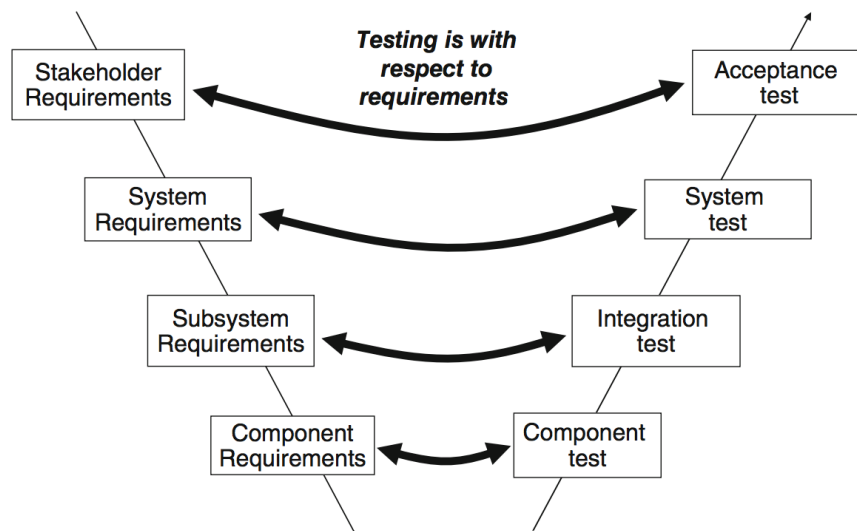 Testing is with
respect to
requirements
Stakeholder
Requirements
Acceptance
test
System
Requirements
System
test
Subsystem
Requirements
Integration
test
Component
Requirements
Component
test